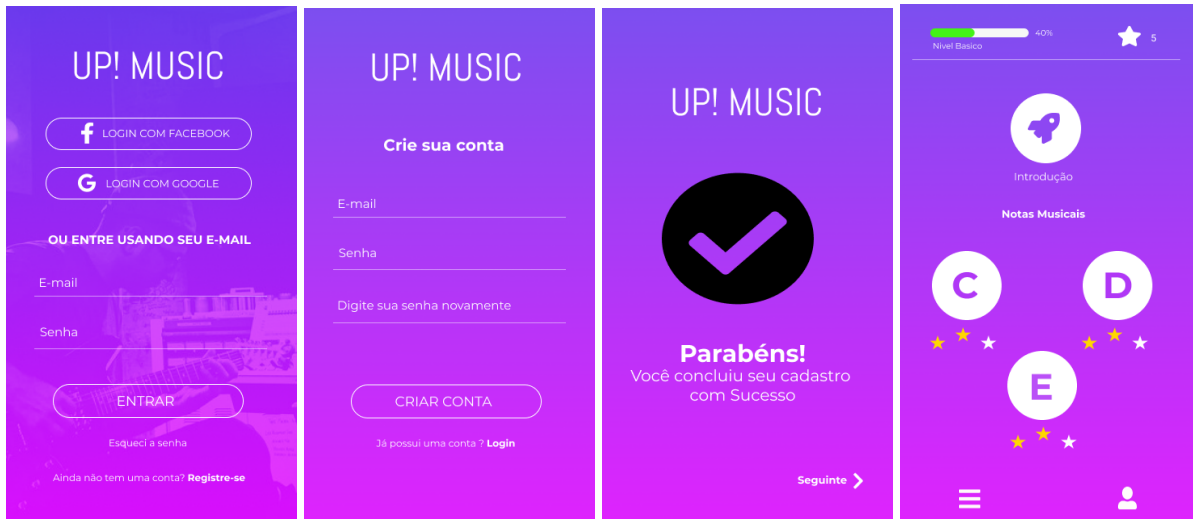 UP! MUSIC
LOGIN COM FACEBOOK
G LOGIN COM GOOGLE
OU ENTRE USANDO SEU E-MAIL
E-mail
Senha
ENTRAR
Esqueci a senha
Ainda não tem uma conta? Registre-se
UP! MUSIC
Crie sua conta
E-mail
Senha
Digite sua senha novamente
CRIAR CONTA
Já possui uma conta ? Login
UP! MUSIC
Parabéns!
Você concluiu seu cadastro
com Sucesso
Seguinte
40%
Nivel Basico
5
Introdução
Notas Musicais
C
D
E